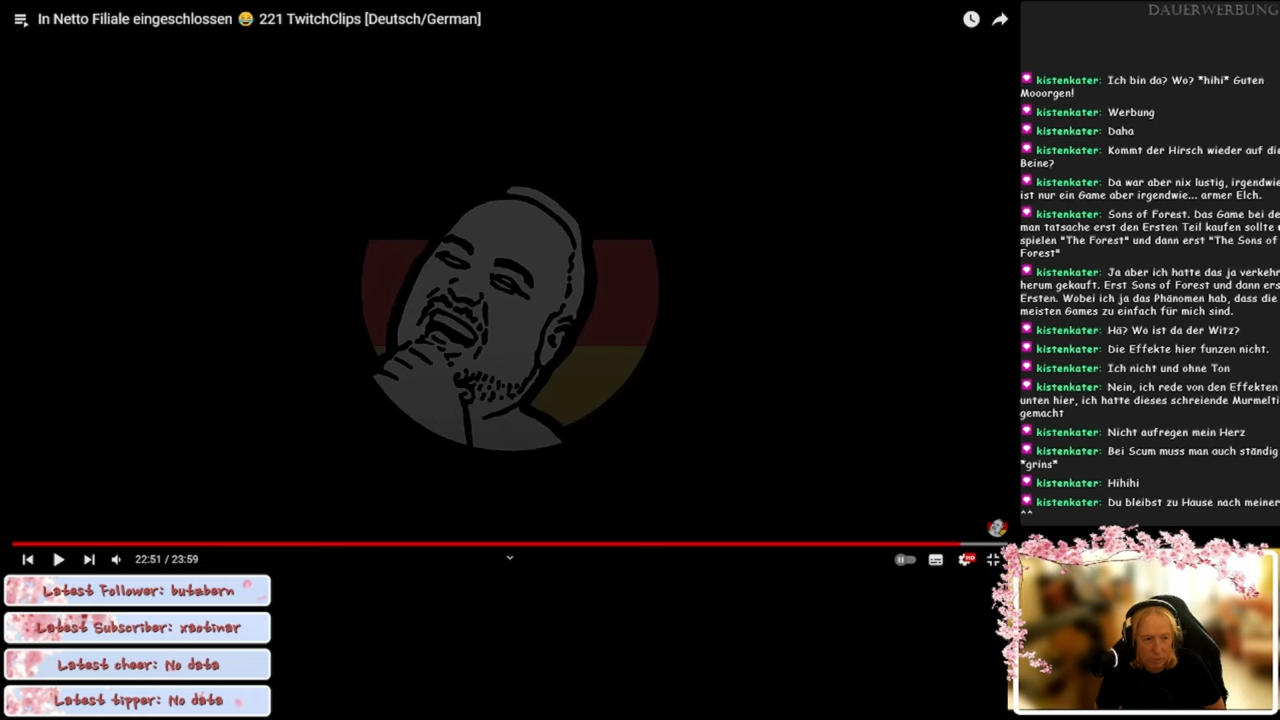 In Netto Filiale eingeschlossen 😂 221 TwitchClips [Deutsch/German]
DAUERWERBUNG
kistenkater: Ich bin da? Wo? *hihi* Guten
Mooorgen!
kistenkater: Werbung
kistenkater: Daha
kistenkater: Kommt der Hirsch wieder auf die
Beine?
kistenkater: Da war aber nix lustig, irgendwie
ist nur ein Game aber irgendwie... armer Elch.
kistenkater: Sons of Forest. Das Game bei de
man tatsache erst den Ersten Teil kaufen sollte
spielen "The Forest" und dann erst "The Sons of
Forest"
kistenkater: Ja aber ich hatte das ja verkehr
herum gekauft. Erst Sons of Forest und dann ers
Ersten. Wobei ich ja das Phänomen hab, dass die
meisten Games zu einfach für mich sind.
kistenkater: Hä? Wo ist da der Witz?
kistenkater: Die Effekte hier funzen nicht.
kistenkater: Ich nicht und ohne Ton
kistenkater: Nein, ich rede von den Effekten
unten hier, ich hatte dieses schreiende Murmelti
gemacht
kistenkater: Nicht aufregen mein Herz
kistenkater: Bei Scum muss man auch ständig
*grins*
kistenkater: Hihihi
kistenkater: Du bleibst zu Hause nach meiner
^^
22:51 / 23:59
HD
Latest Follower: butzbern
Latest Subscriber: xaotinar
Latest cheer: No data
Latest tipper: No data